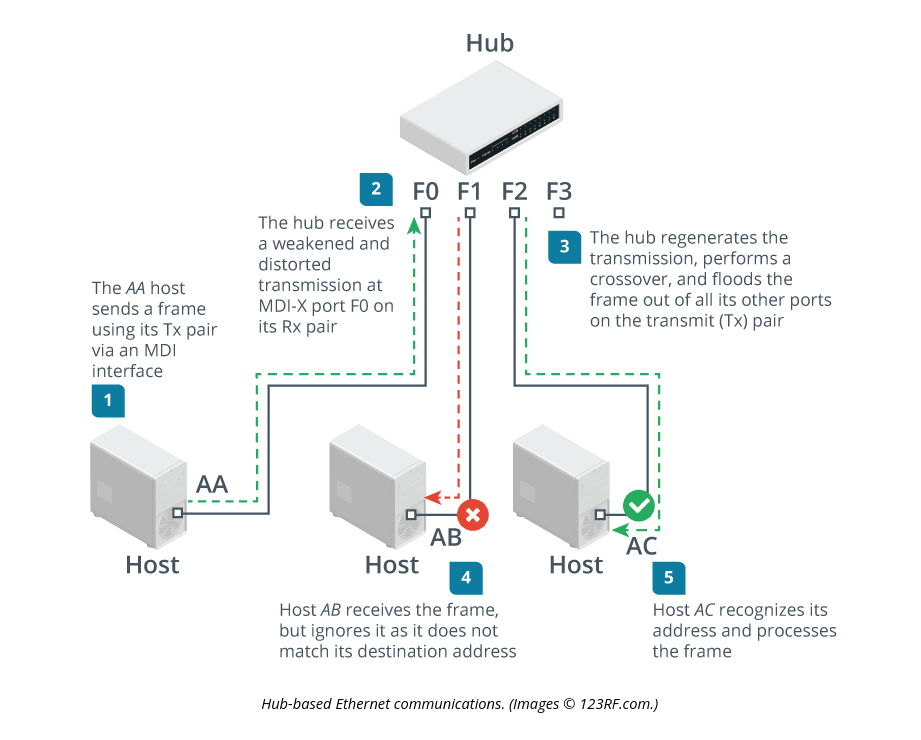 Hub
F0 F1 F2 F3
2
The hub receives
a weakened and
distorted
transmission at
MDI-X port F0 on
its Rx pair
3
The hub regenerates the
transmission, performs a
crossover, and floods the
frame out of all its other ports
on the transmit (Tx) pair
The AA host
sends a frame
using its Tx pair
via an MDI
interface
1
AA
Host
AB
Host
4
Host AB receives the frame,
but ignores it as it does not
match its destination address
AC
Host
5
Host AC recognizes its
address and processes
the frame
Hub-based Ethernet communications. (Images © 123RF.com.)